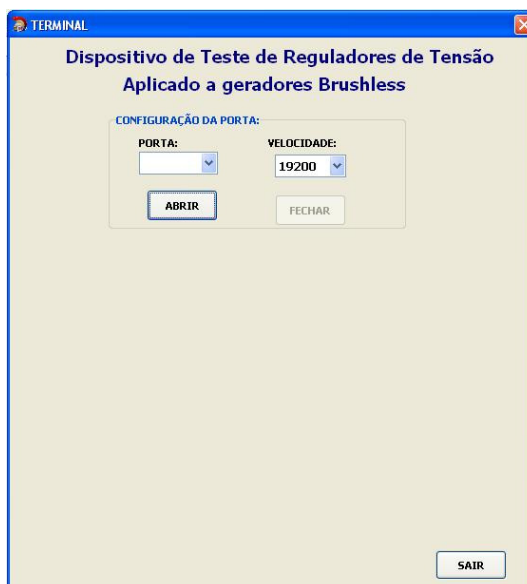 TERMINAL
Dispositivo de Teste de Reguladores de Tensão
Aplicado a geradores Brushless
CONFIGURAÇÃO DA PORTA:
PORTA: VELOCIDADE:
19200
ABRIR FECHAR
SAIR